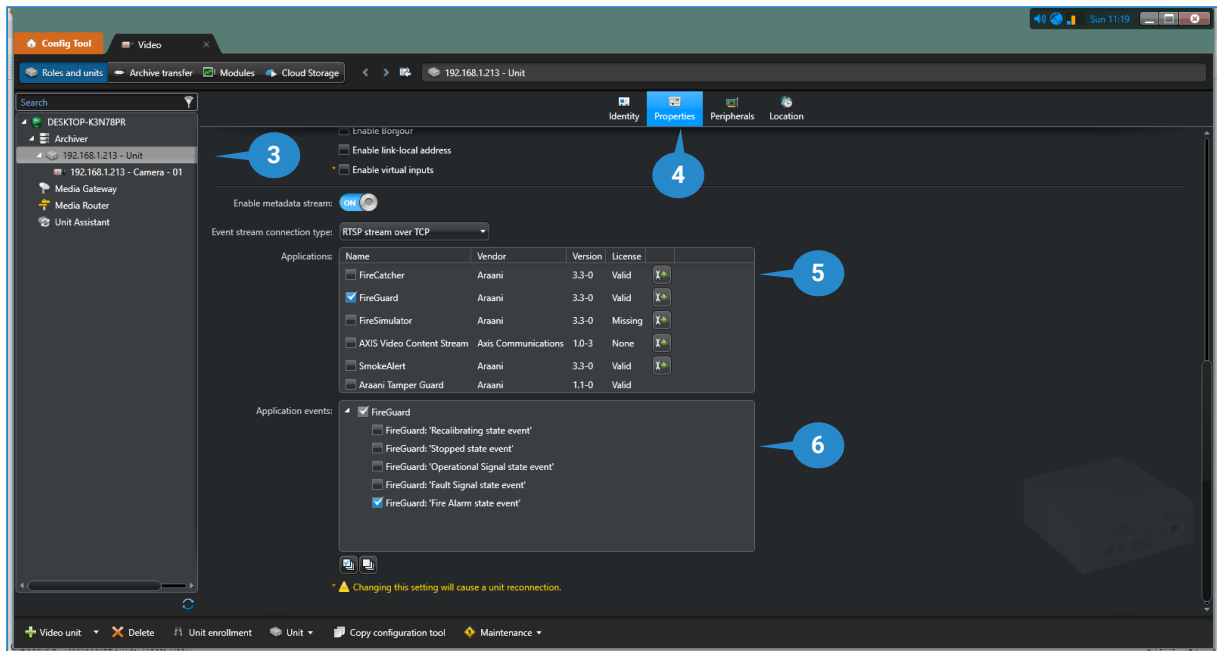 Sun 11:19
Config Tool
Video
Roles and units
Archive transfer
Modules
Cloud Storage
192.168.1.213 - Unit
Search
DESKTOP-K3N78PR
Archiver
192.168.1.213 - Unit
192.168.1.213 - Camera - 01
Media Gateway
Media Router
Unit Assistant
Identity
Properties
Peripherals
Location
3
4
Enable Bonjour
Enable link-local address
* Enable virtual inputs
Enable metadata stream: ON
Event stream connection type: RTSP stream over TCP
Applications:
Name Vendor Version License
FireCatcher Araani 3.3-0 Valid
FireGuard Araani 3.3-0 Valid
FireSimulator Araani 3.3-0 Missing
AXIS Video Content Stream Axis Communications 1.0-3 None
SmokeAlert Araani 3.3-0 Valid
Araani Tamper Guard Araani 1.1-0 Valid
5
Application events:
FireGuard
FireGuard: 'Recalibrating state event'
FireGuard: 'Stopped state event'
FireGuard: 'Operational Signal state event'
FireGuard: 'Fault Signal state event'
FireGuard: 'Fire Alarm state event'
6
* Changing this setting will cause a unit reconnection.
Video unit
Delete
Unit enrollment
Unit
Copy configuration tool
Maintenance